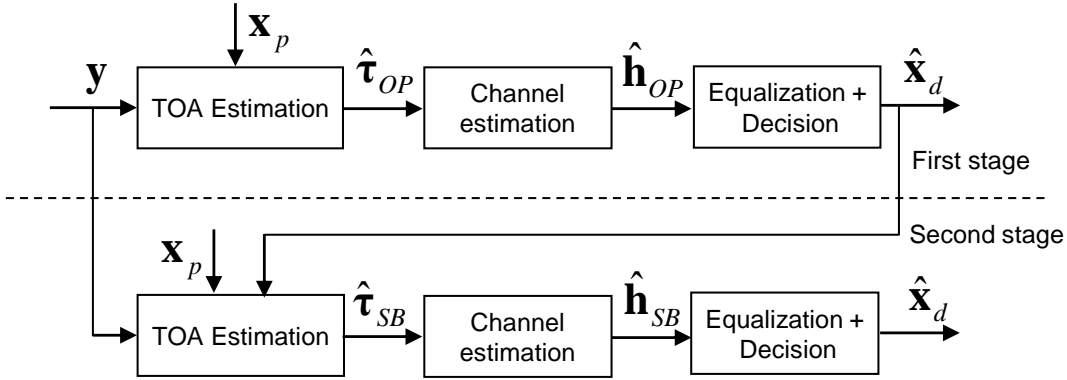 x_p
y
TOA Estimation
τ̂_OP
Channel
estimation
ĥ_OP
Equalization +
Decision
x̂_d
First stage
Second stage
x_p
TOA Estimation
τ̂_SB
Channel
estimation
ĥ_SB
Equalization +
Decision
x̂_d